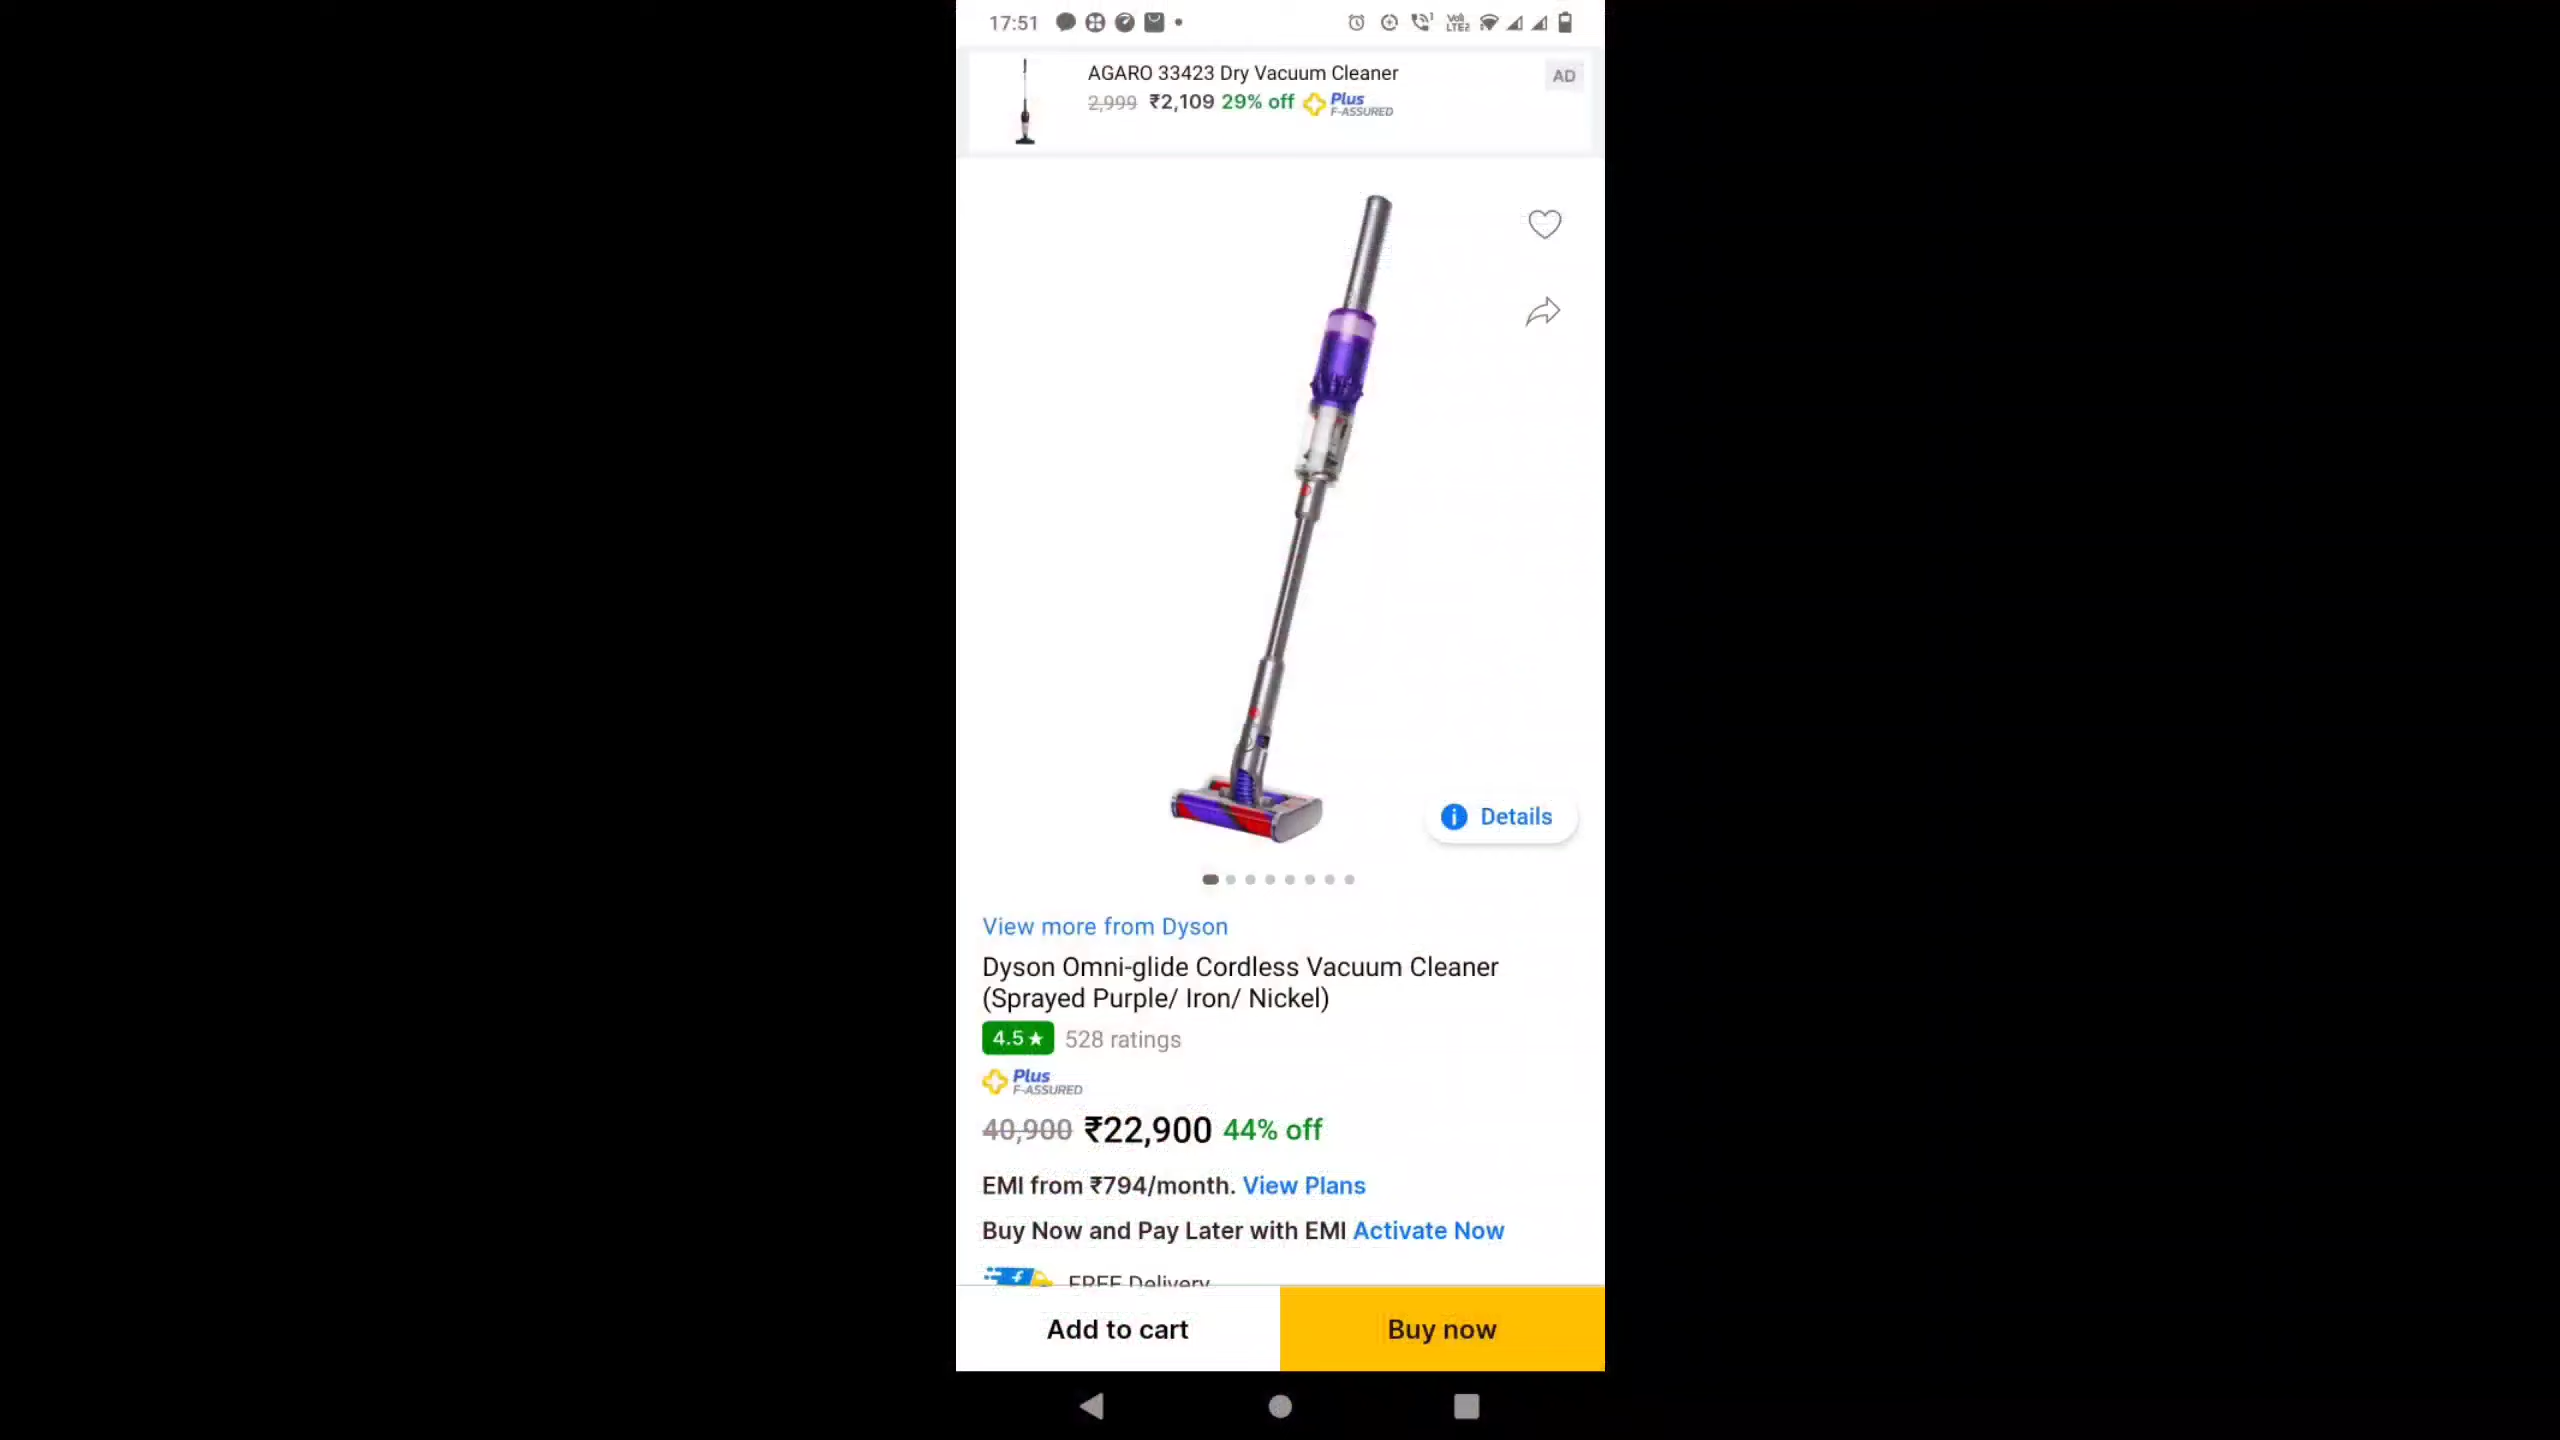 17:51
Vo)) LTE2
AGARO 33423 Dry Vacuum Cleaner
AD
2,999 ₹2,109 29% off Plus
F-ASSURED
Details
View more from Dyson
Dyson Omni-glide Cordless Vacuum Cleaner
(Sprayed Purple/ Iron/ Nickel)
4.5★ 528 ratings
Plus
F-ASSURED
40,900 ₹22,900 44% off
EMI from ₹794/month. View Plans
Buy Now and Pay Later with EMI Activate Now
FREE Delivery
Add to cart
Buy now